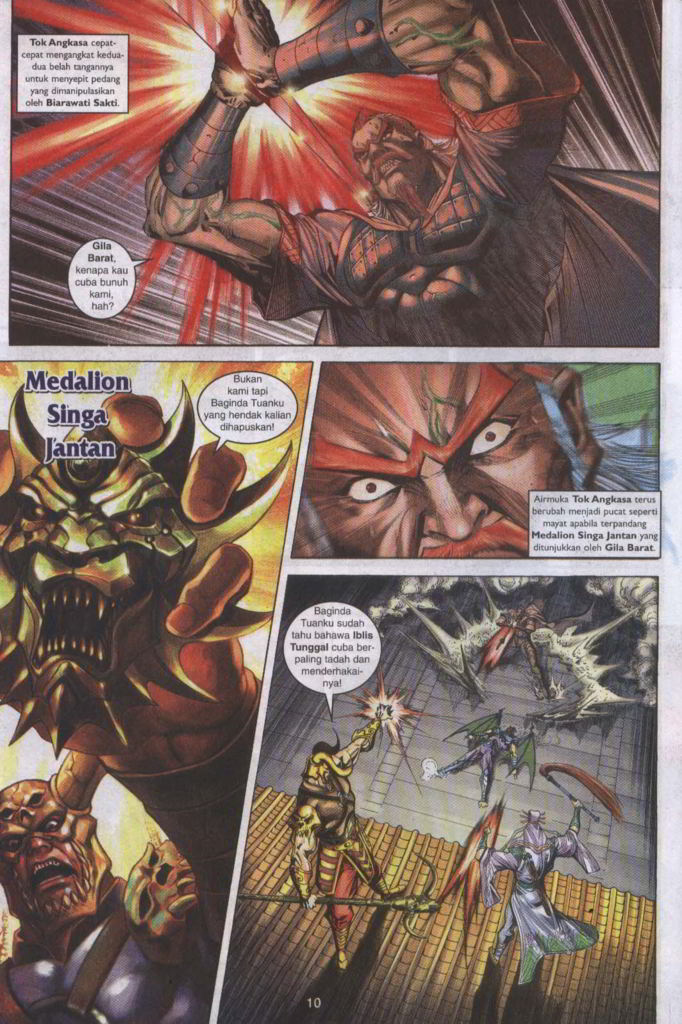 Tok Angkasa cepat-
cepat mengangkat kedua-
dua belah tangannya
untuk menyepit pedang
yang dimanipulasikan
oleh Biarawati Sakti.
Gila
Barat,
kenapa kau
cuba bunuh
kami,
hah?
Medalion
Singa
Jantan
Bukan
kami tapi
Baginda Tuanku
yang hendak kalian
dihapuskan!
Airmuka Tok Angkasa terus
berubah menjadi pucat seperti
mayat apabila terpandang
Medalion Singa Jantan yang
ditunjukkan oleh Gila Barat.
Baginda
Tuanku sudah
tahu bahawa Iblis
Tunggal cuba ber-
paling tadah dan
menderhakai-
nya!
10